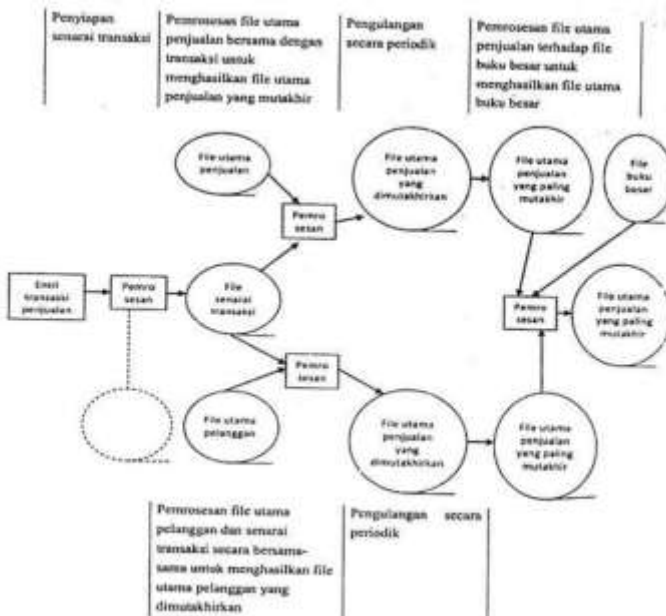 Penyiapan
senarai transaksi
Pemrosesan file utama
penjualan bersama dengan
transaksi untuk
menghasilkan file utama
penjualan yang mutakhir
Pengulangan
secara periodik
Pemrosesan file utama
penjualan terhadap file
buku besar untuk
menghasilkan file utama
buku besar
File utama
penjualan
Pemro
sesan
File utama
penjualan
yang
dimutakhirkan
File utama
penjualan
yang paling
mutakhir
File
buku
besar
Entri
transaksi
penjualan
Pemro
sesan
File
senarai
transaksi
Pemro
sesan
File utama
penjualan
yang paling
mutakhir
Pemro
sesan
File utama
pelanggan
File utama
penjualan
yang
dimutakhirkan
File utama
penjualan
yang paling
mutakhir
Pemrosesan file utama
pelanggan dan senarai
transaksi secara bersama-
sama untuk menghasilkan file
utama pelanggan yang
dimutakhirkan
Pengulangan secara
periodik